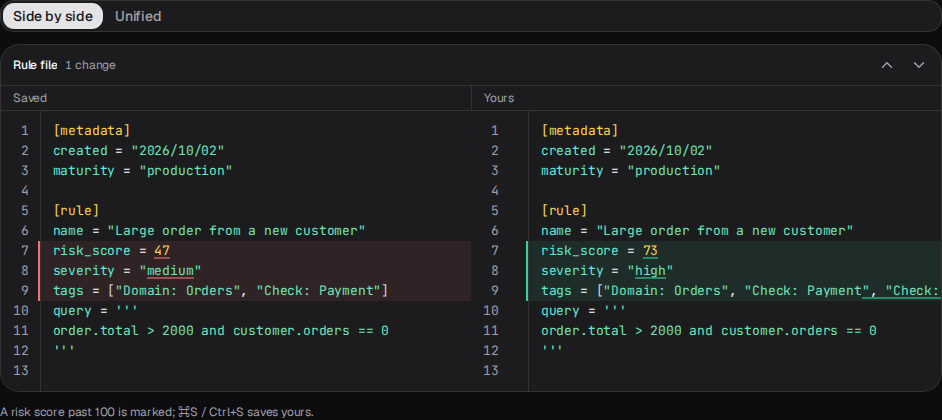 Side by side Unified
Rule file 1 change
Saved
1 [metadata]
2 created = "2026/10/02"
3 maturity = "production"
4
5 [rule]
6 name = "Large order from a new customer"
7 risk_score = 47
8 severity = "medium"
9 tags = ["Domain: Orders", "Check: Payment"]
10 query = '''
11 order.total > 2000 and customer.orders == 0
12 '''
13
Yours
1 [metadata]
2 created = "2026/10/02"
3 maturity = "production"
4
5 [rule]
6 name = "Large order from a new customer"
7 risk_score = 73
8 severity = "high"
9 tags = ["Domain: Orders", "Check: Payment", "Check:
10 query = '''
11 order.total > 2000 and customer.orders == 0
12 '''
13
A risk score past 100 is marked; ⌘S / Ctrl+S saves yours.